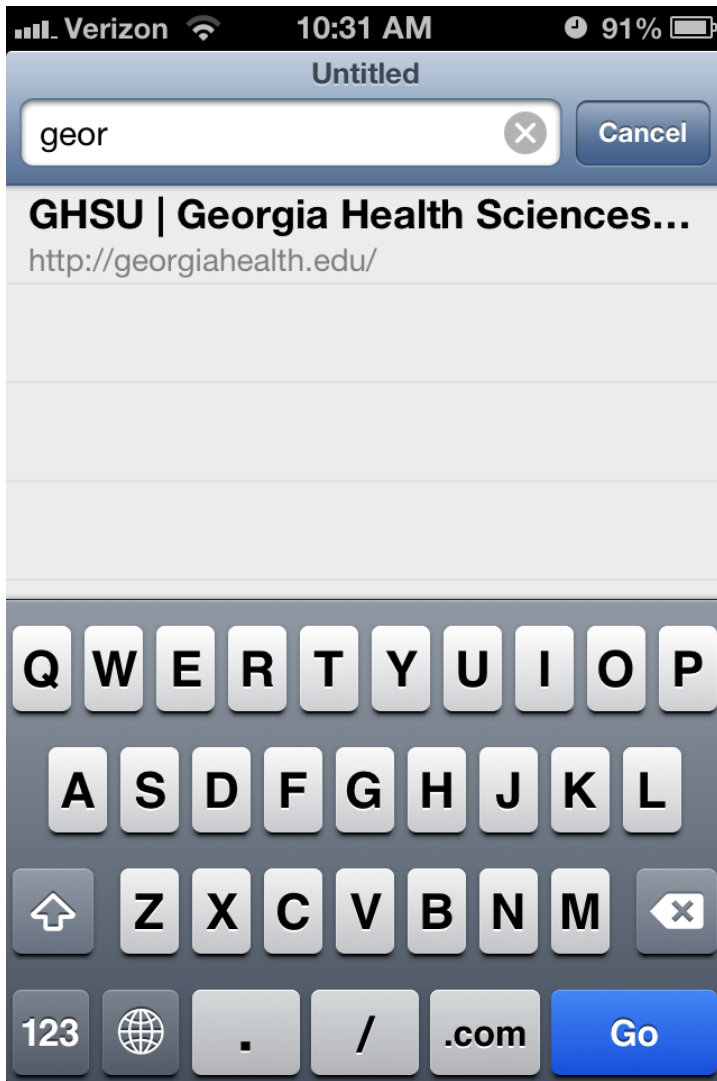 Verizon 10:31 AM 91%
Untitled
geor Cancel
GHSU | Georgia Health Sciences...
http://georgiahealth.edu/
Q W E R T Y U I O P
A S D F G H J K L
Z X C V B N M
123 . / .com Go